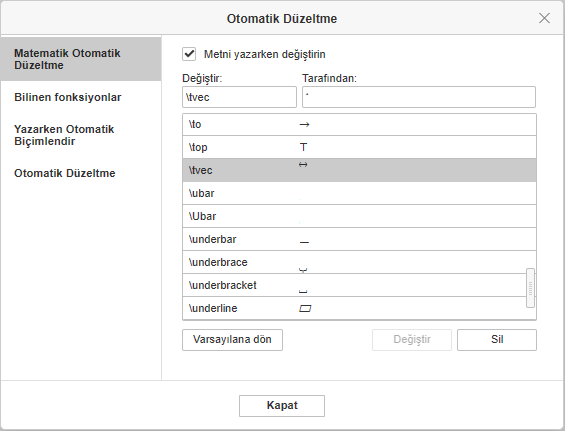 Otomatik Düzeltme
Matematik Otomatik
Düzeltme
Bilinen fonksiyonlar
Yazarken Otomatik
Biçimlendir
Otomatik Düzeltme
Metni yazarken değiştirin
Değiştir: Tarafından:
\tvec
\to →
\top ⊤
\tvec ↔
\ubar
\Ubar
\underbar
\underbrace
\underbracket
\underline ▱
Varsayılana dön Değiştir Sil
Kapat